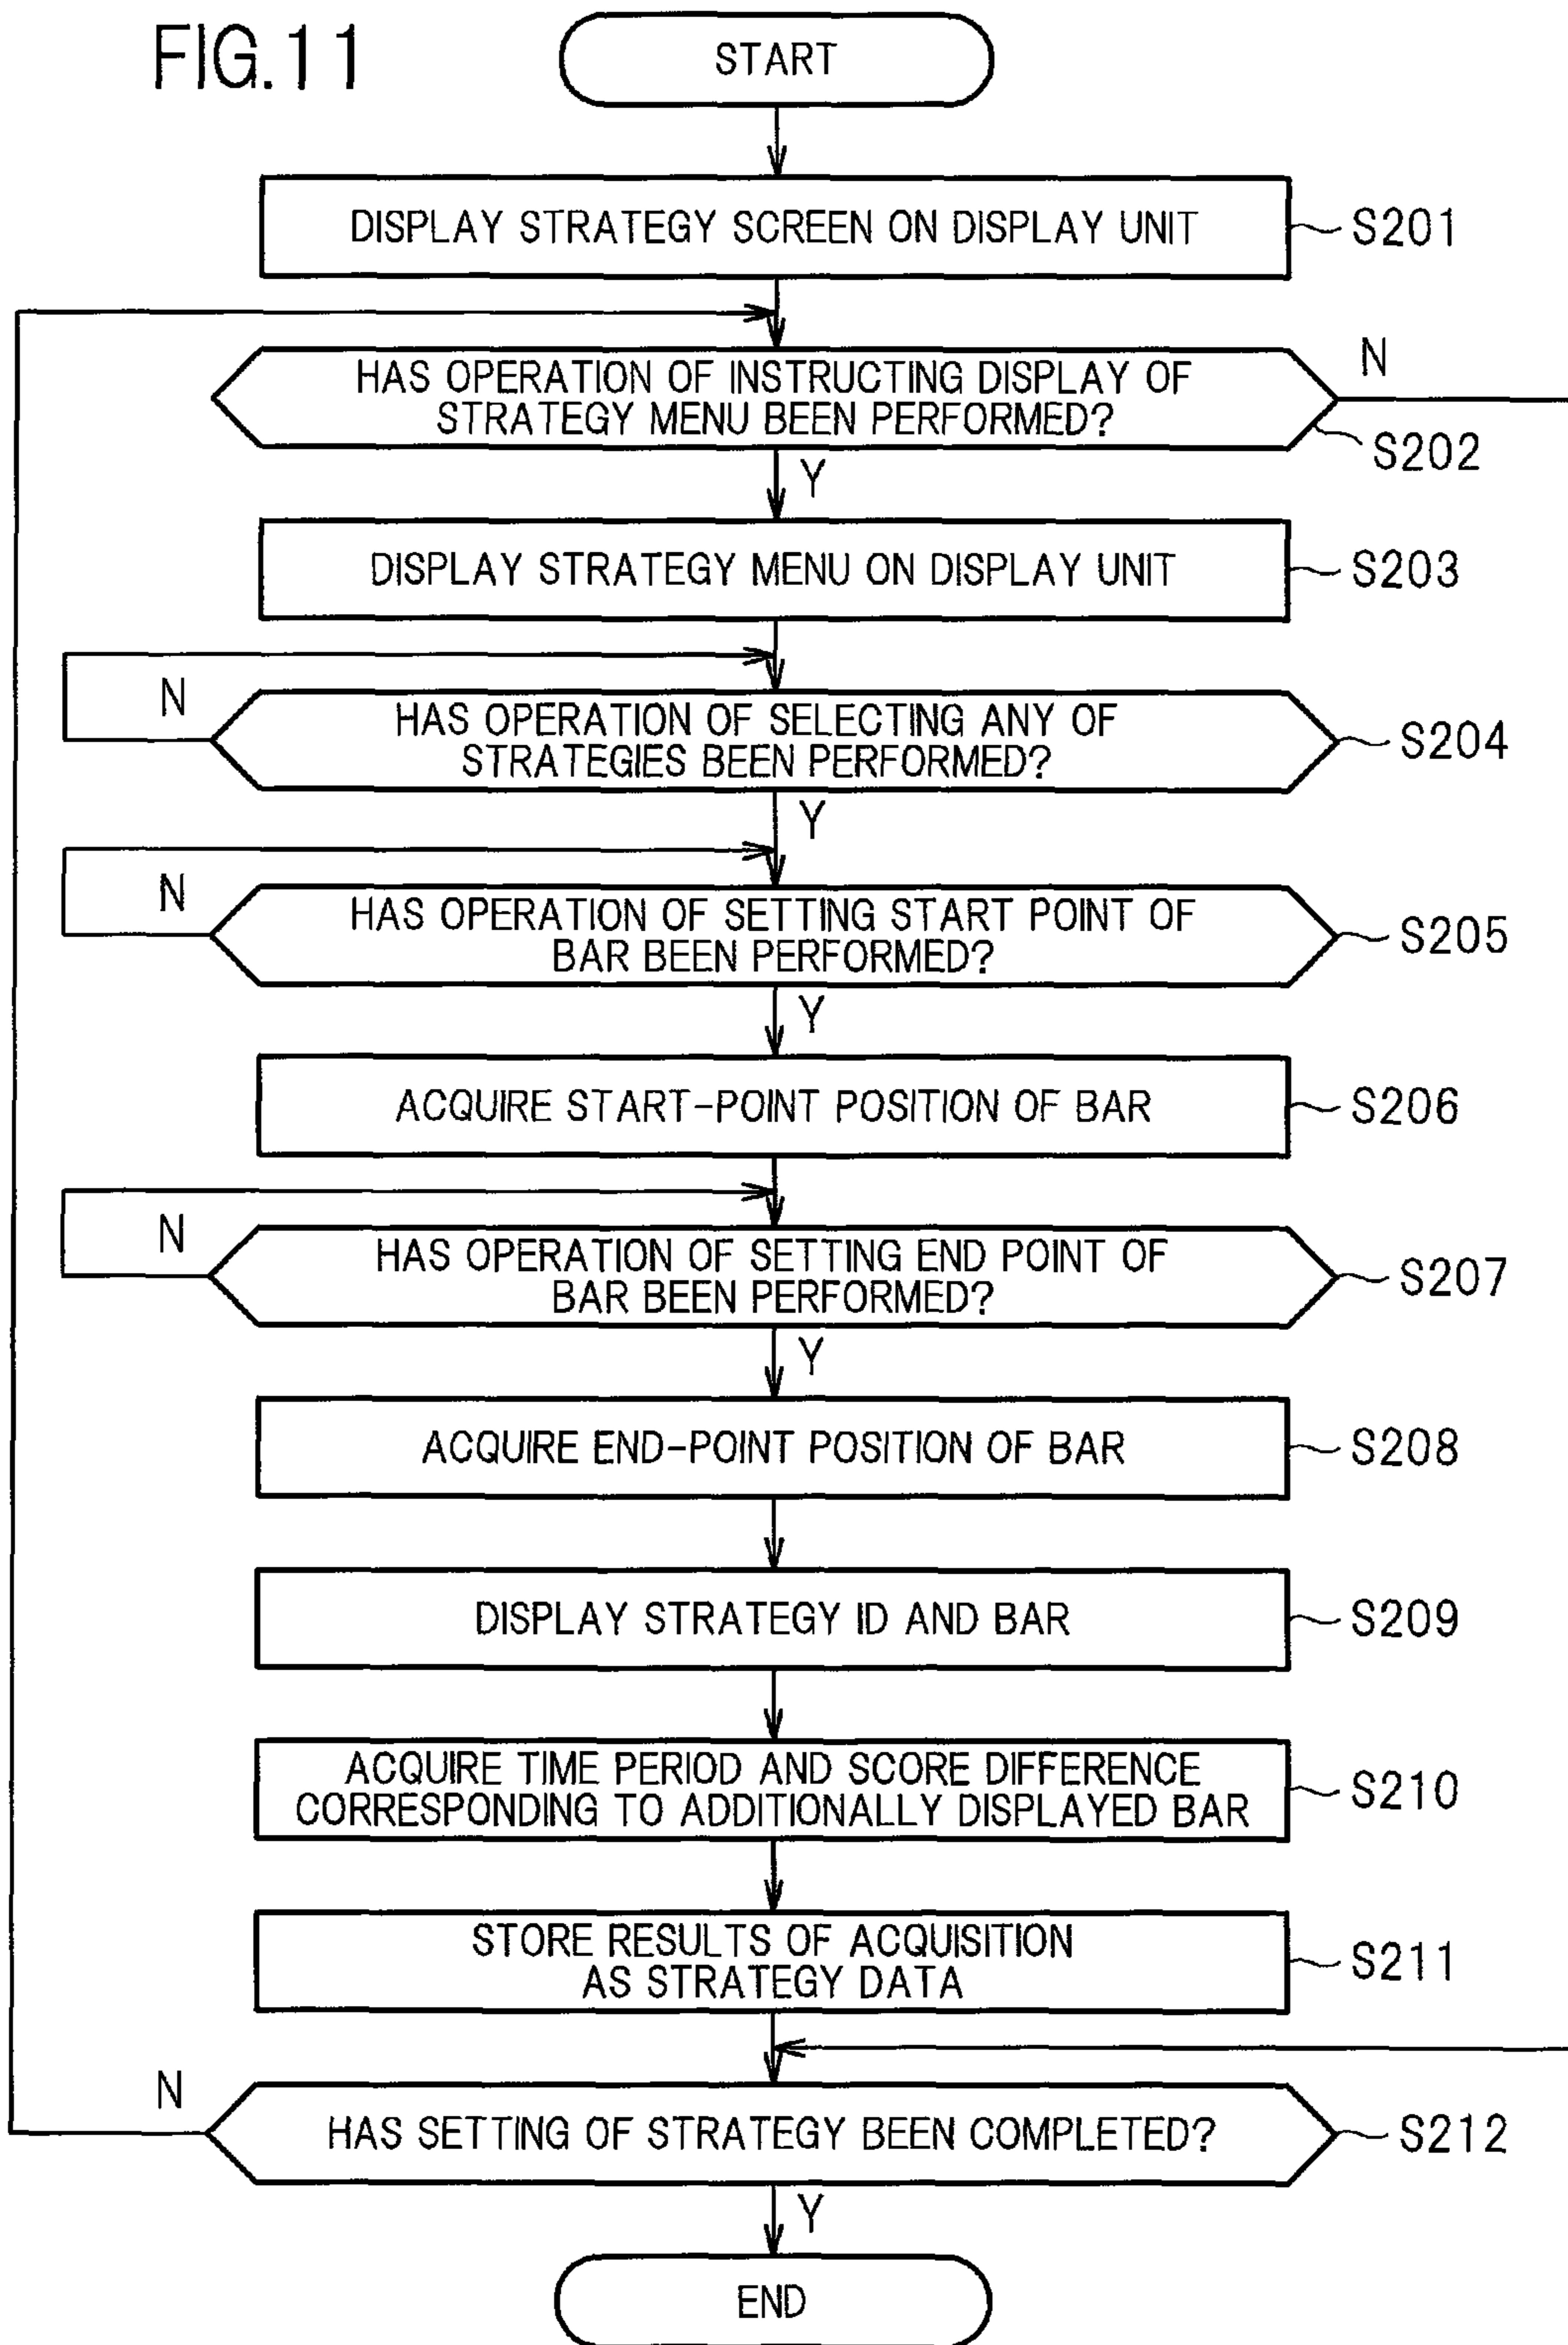 FIG.11
START
DISPLAY STRATEGY SCREEN ON DISPLAY UNIT
S201
HAS OPERATION OF INSTRUCTING DISPLAY OF
STRATEGY MENU BEEN PERFORMED?
N
S202
Y
DISPLAY STRATEGY MENU ON DISPLAY UNIT
S203
N
HAS OPERATION OF SELECTING ANY OF
STRATEGIES BEEN PERFORMED?
S204
Y
N
HAS OPERATION OF SETTING START POINT OF
BAR BEEN PERFORMED?
S205
Y
ACQUIRE START-POINT POSITION OF BAR
S206
N
HAS OPERATION OF SETTING END POINT OF
BAR BEEN PERFORMED?
S207
Y
ACQUIRE END-POINT POSITION OF BAR
S208
DISPLAY STRATEGY ID AND BAR
S209
ACQUIRE TIME PERIOD AND SCORE DIFFERENCE
CORRESPONDING TO ADDITIONALLY DISPLAYED BAR
S210
STORE RESULTS OF ACQUISITION
AS STRATEGY DATA
S211
N
HAS SETTING OF STRATEGY BEEN COMPLETED?
S212
Y
END